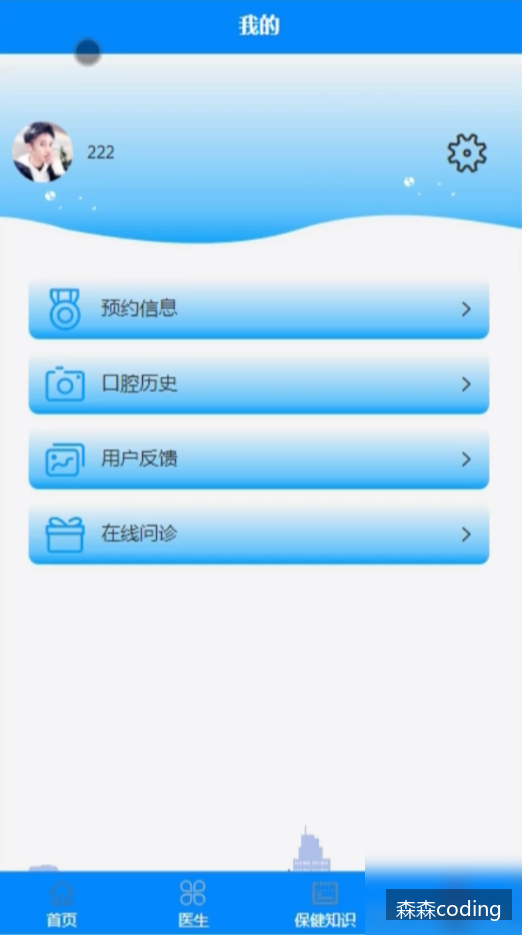 我的
222
预约信息
口腔历史
用户反馈
在线问诊
首页
医生
保健知识
森森coding